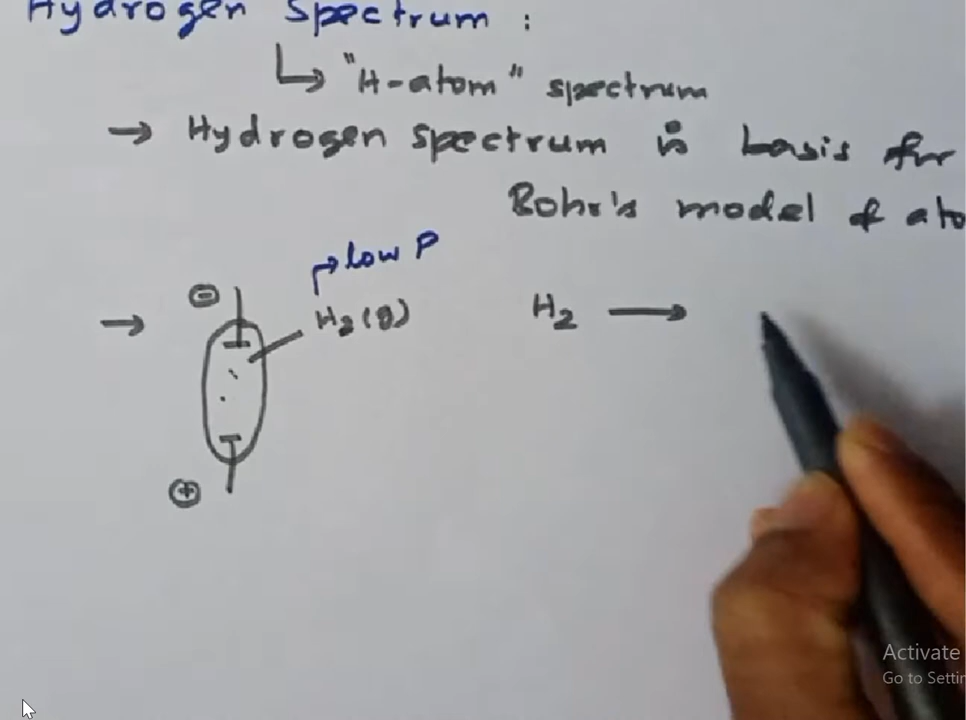 Hydrogen Spectrum :
↳ "H-atom" spectrum
→ Hydrogen spectrum is basis for
Bohr's model of ato
→ low P
→ ⊖ H₂(g) H₂ ⟶
⊕
Activate
Go to Settin